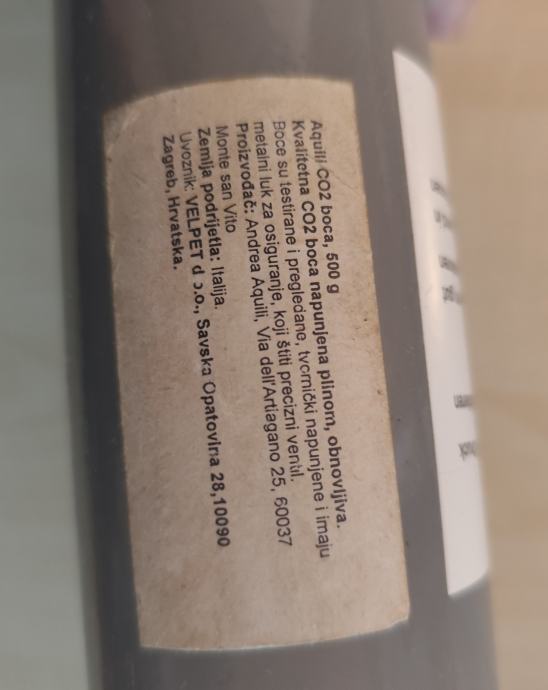 Aquili CO2 boca, 500 g
Kvalitetna CO2 boca napunjena plinom, obnovljiva.
Boce su testirane i pregledane, tvornički napunjene i imaju
metalni luk za osiguranje, koji štiti precizni ventil.
Proizvođač: Andrea Aquili, Via dell'Artiagano 25, 60037
Monte san Vito
Zemlja podrijetla: Italija.
Uvoznik: VELPET d.o.o., Savska Opatovina 28,10090
Zagreb, Hrvatska.